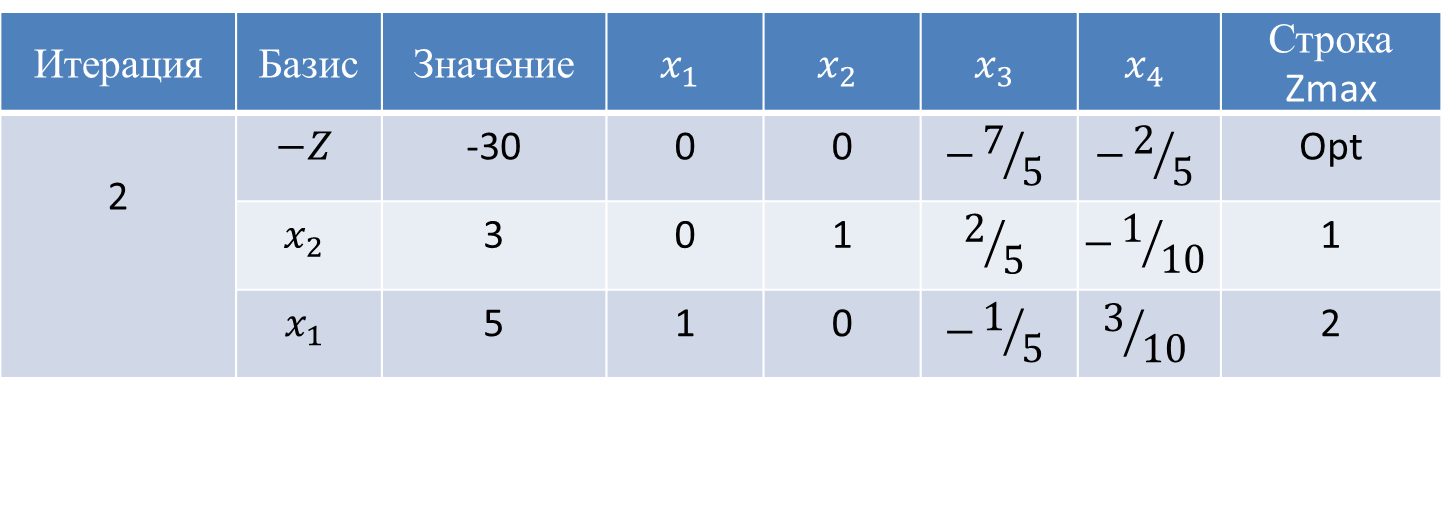 Итерация Базис Значение x₁ x₂ x₃ x₄ Строка Zmax
2
−Z -30 0 0 −7/5 −2/5 Opt
x₂ 3 0 1 2/5 −1/10 1
x₁ 5 1 0 −1/5 3/10 2